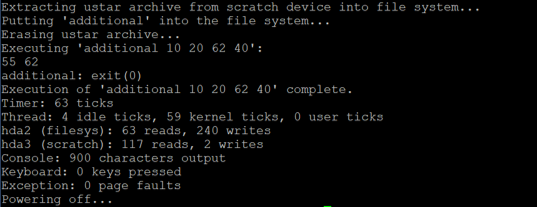 Extracting ustar archive from scratch device into file system...
Putting 'additional' into the file system...
Erasing ustar archive...
Executing 'additional 10 20 62 40':
55 62
additional: exit(0)
Execution of 'additional 10 20 62 40' complete.
Timer: 63 ticks
Thread: 4 idle ticks, 59 kernel ticks, 0 user ticks
hda2 (filesys): 63 reads, 240 writes
hda3 (scratch): 117 reads, 2 writes
Console: 900 characters output
Keyboard: 0 keys pressed
Exception: 0 page faults
Powering off...